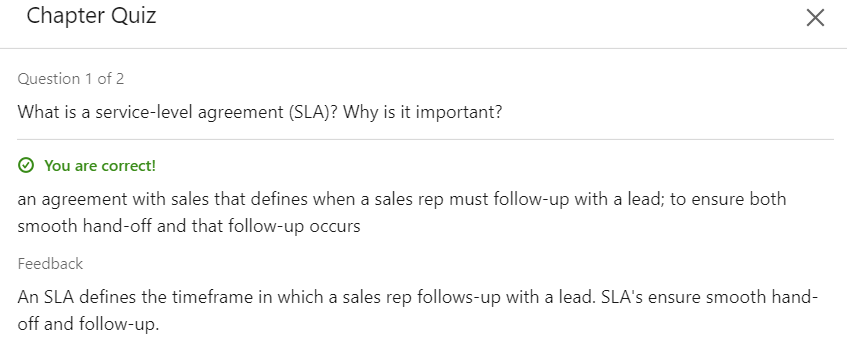 Chapter Quiz
Question 1 of 2
What is a service-level agreement (SLA)? Why is it important?
You are correct!
an agreement with sales that defines when a sales rep must follow-up with a lead; to ensure both
smooth hand-off and that follow-up occurs
Feedback
An SLA defines the timeframe in which a sales rep follows-up with a lead. SLA's ensure smooth hand-
off and follow-up.